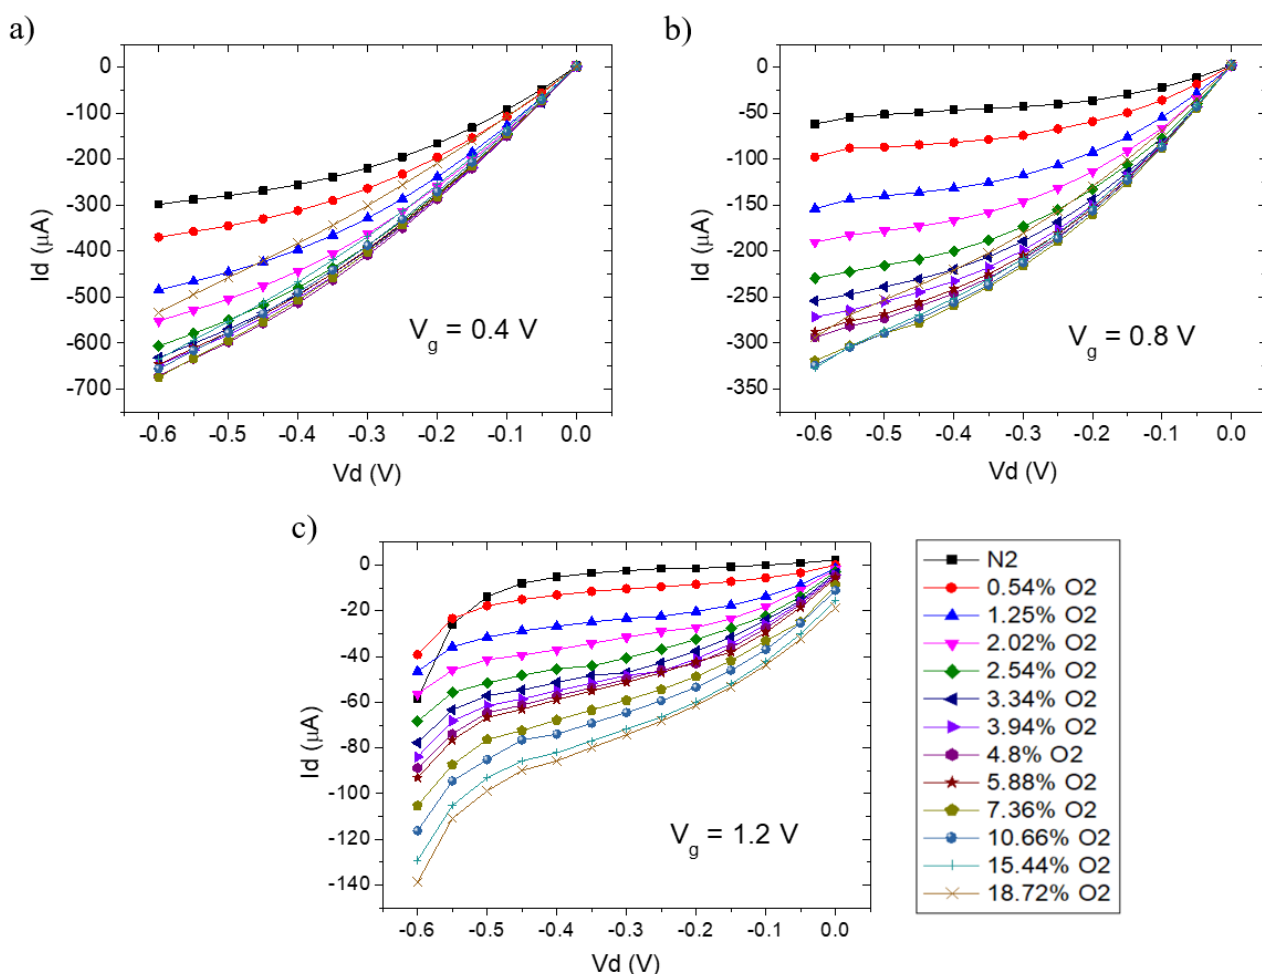 a)
0
-100
-200
-300
-400
-500
-600
-700
Id (µA)
Vg = 0.4 V
-0.6 -0.5 -0.4 -0.3 -0.2 -0.1 0.0
Vd (V)
b)
0
-50
-100
-150
-200
-250
-300
-350
Id (µA)
Vg = 0.8 V
-0.6 -0.5 -0.4 -0.3 -0.2 -0.1 0.0
Vd (V)
c)
0
-20
-40
-60
-80
-100
-120
-140
Id (µA)
Vg = 1.2 V
-0.6 -0.5 -0.4 -0.3 -0.2 -0.1 0.0
Vd (V)
N2
0.54% O2
1.25% O2
2.02% O2
2.54% O2
3.34% O2
3.94% O2
4.8% O2
5.88% O2
7.36% O2
10.66% O2
15.44% O2
18.72% O2